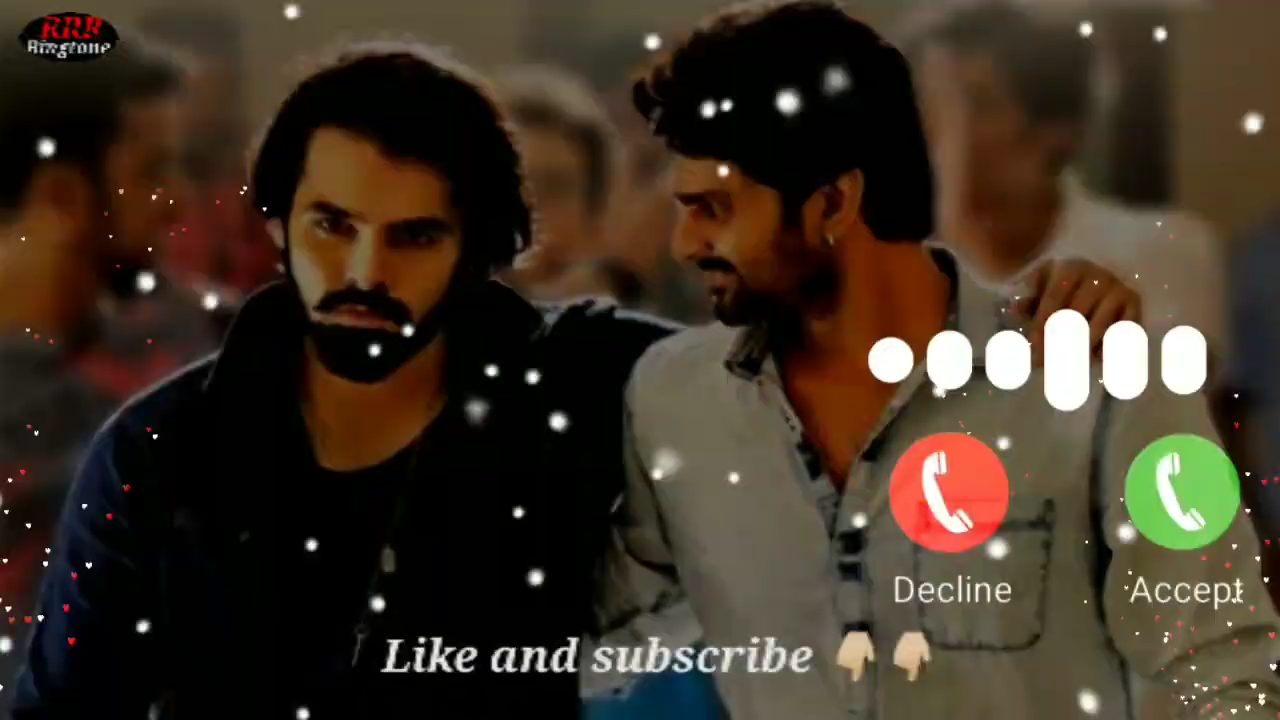 RRR
Ringtone
Decline
Accept
Like and subscribe 👇🏻 👇🏻